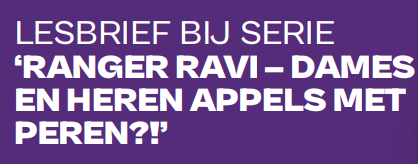 LESBRIEF BIJ SERIE
‘RANGER RAVI – DAMES
EN HEREN APPELS MET
PEREN?!’